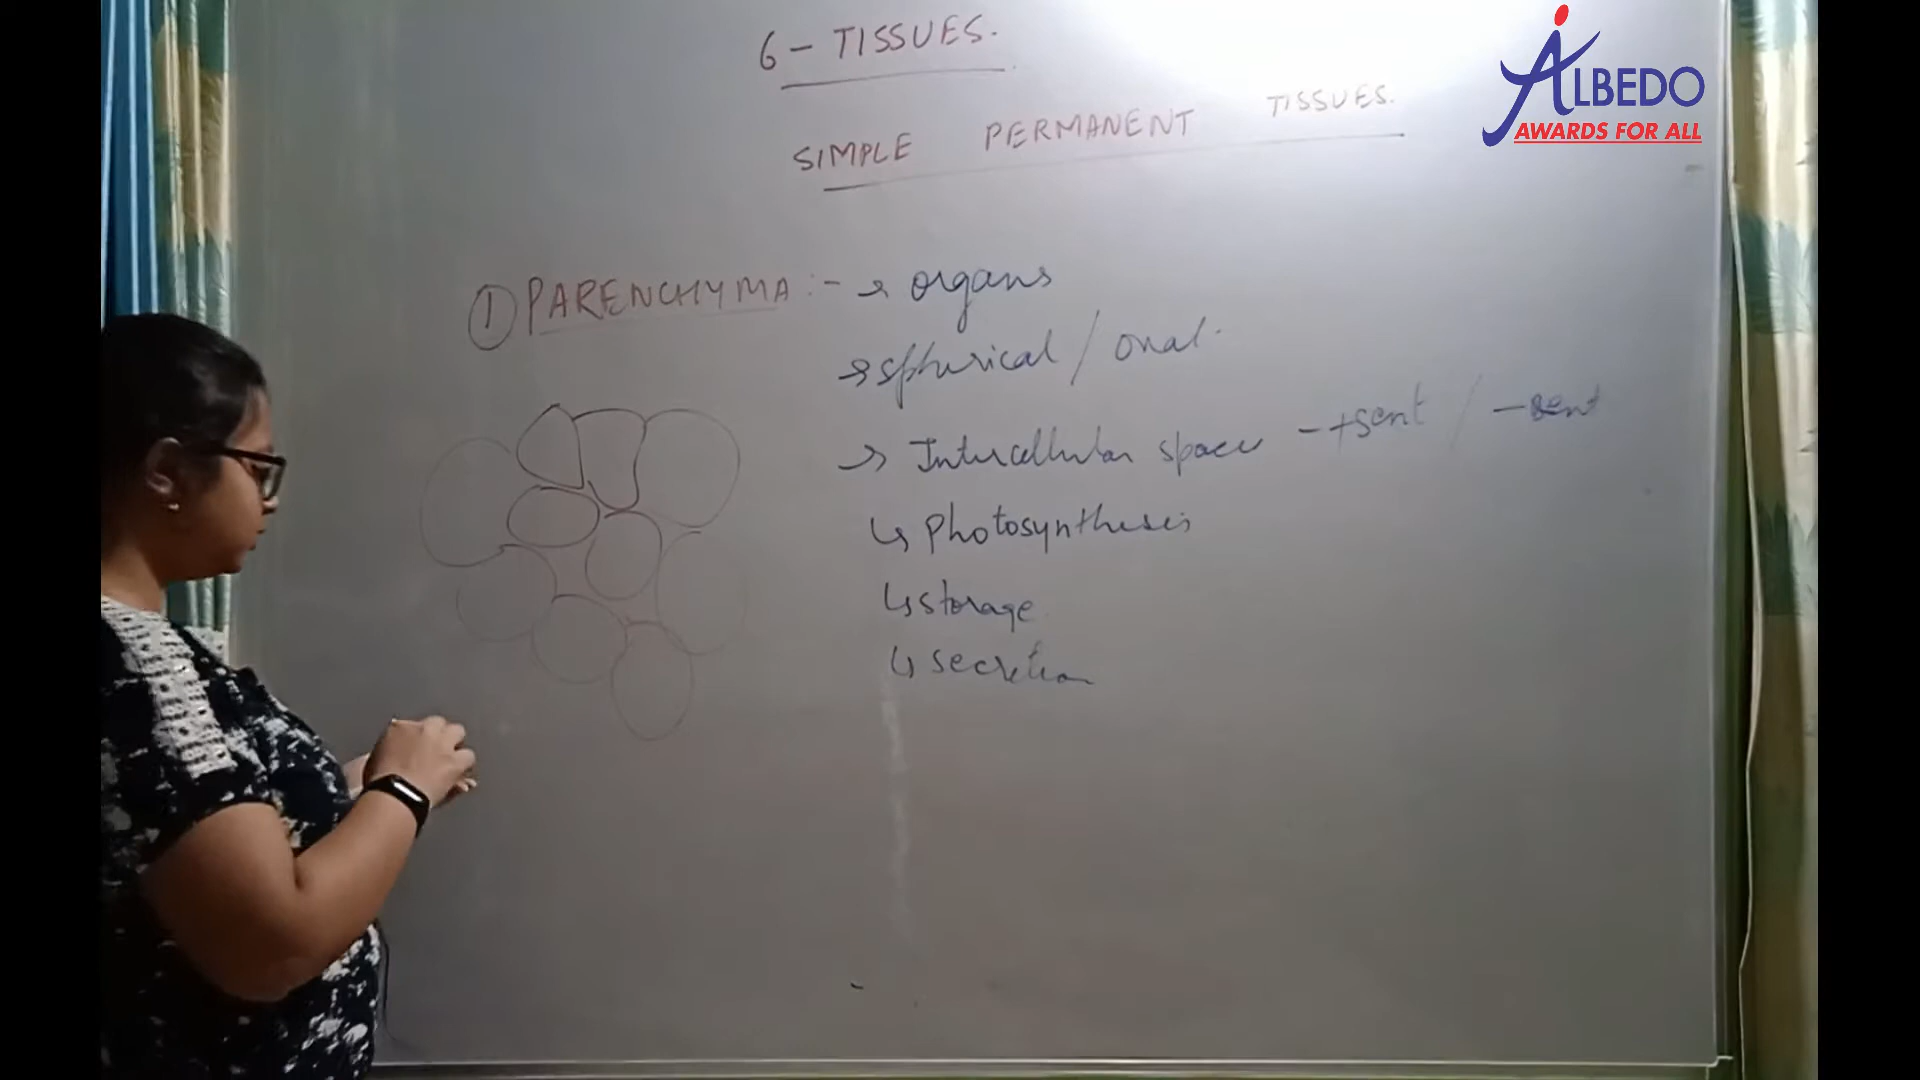 6 - TISSUES.
SIMPLE PERMANENT TISSUES.
ALBEDO
AWARDS FOR ALL
① PARENCHYMA :- → organs
→ spherical / oval.
→ Intercellular spaces - +sent / -sent
↳ Photosynthesis
↳ storage
↳ secretion